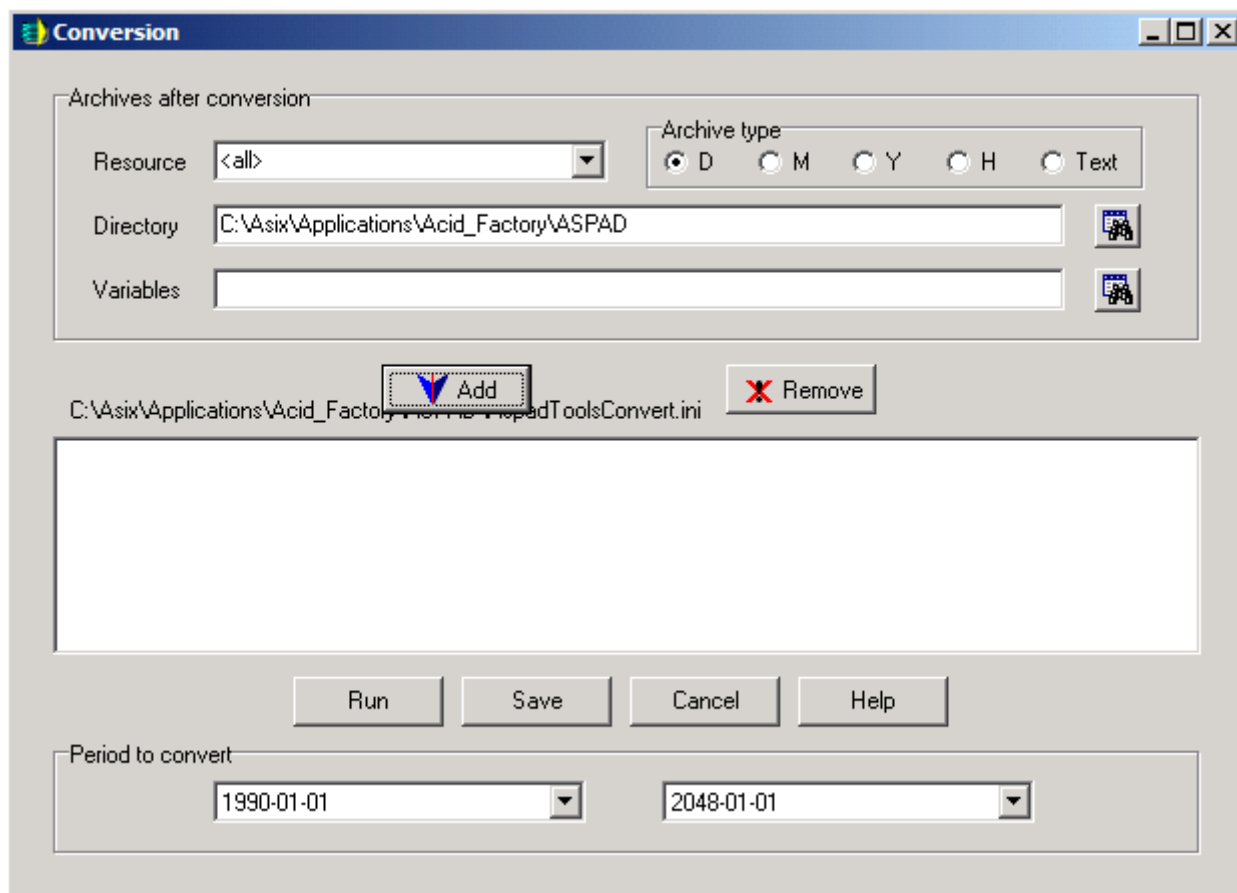 Conversion
Archives after conversion
Resource <all>
Archive type
D M Y H Text
Directory C:\Asix\Applications\Acid_Factory\ASPAD
Variables
Add Remove
C:\Asix\Applications\Acid_Factory padToolsConvert.ini
Run Save Cancel Help
Period to convert
1990-01-01 2048-01-01